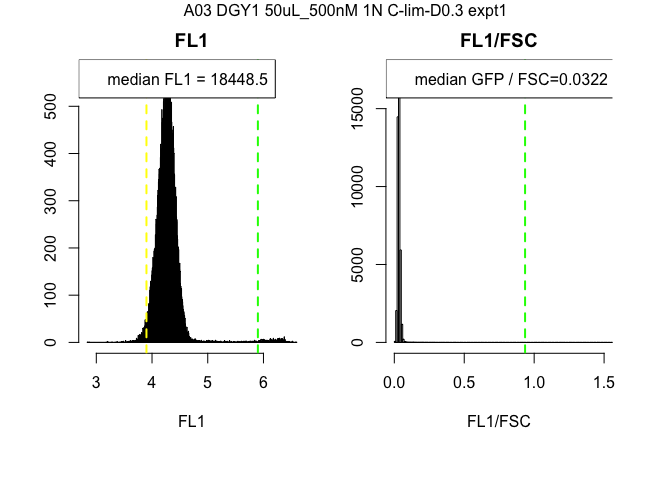 A03 DGY1 50uL_500nM 1N C-lim-D0.3 expt1
FL1
median FL1 = 18448.5
0 100 200 300 400 500
3 4 5 6
FL1
FL1/FSC
median GFP / FSC=0.0322
0 5000 10000 15000
0.0 0.5 1.0 1.5
FL1/FSC